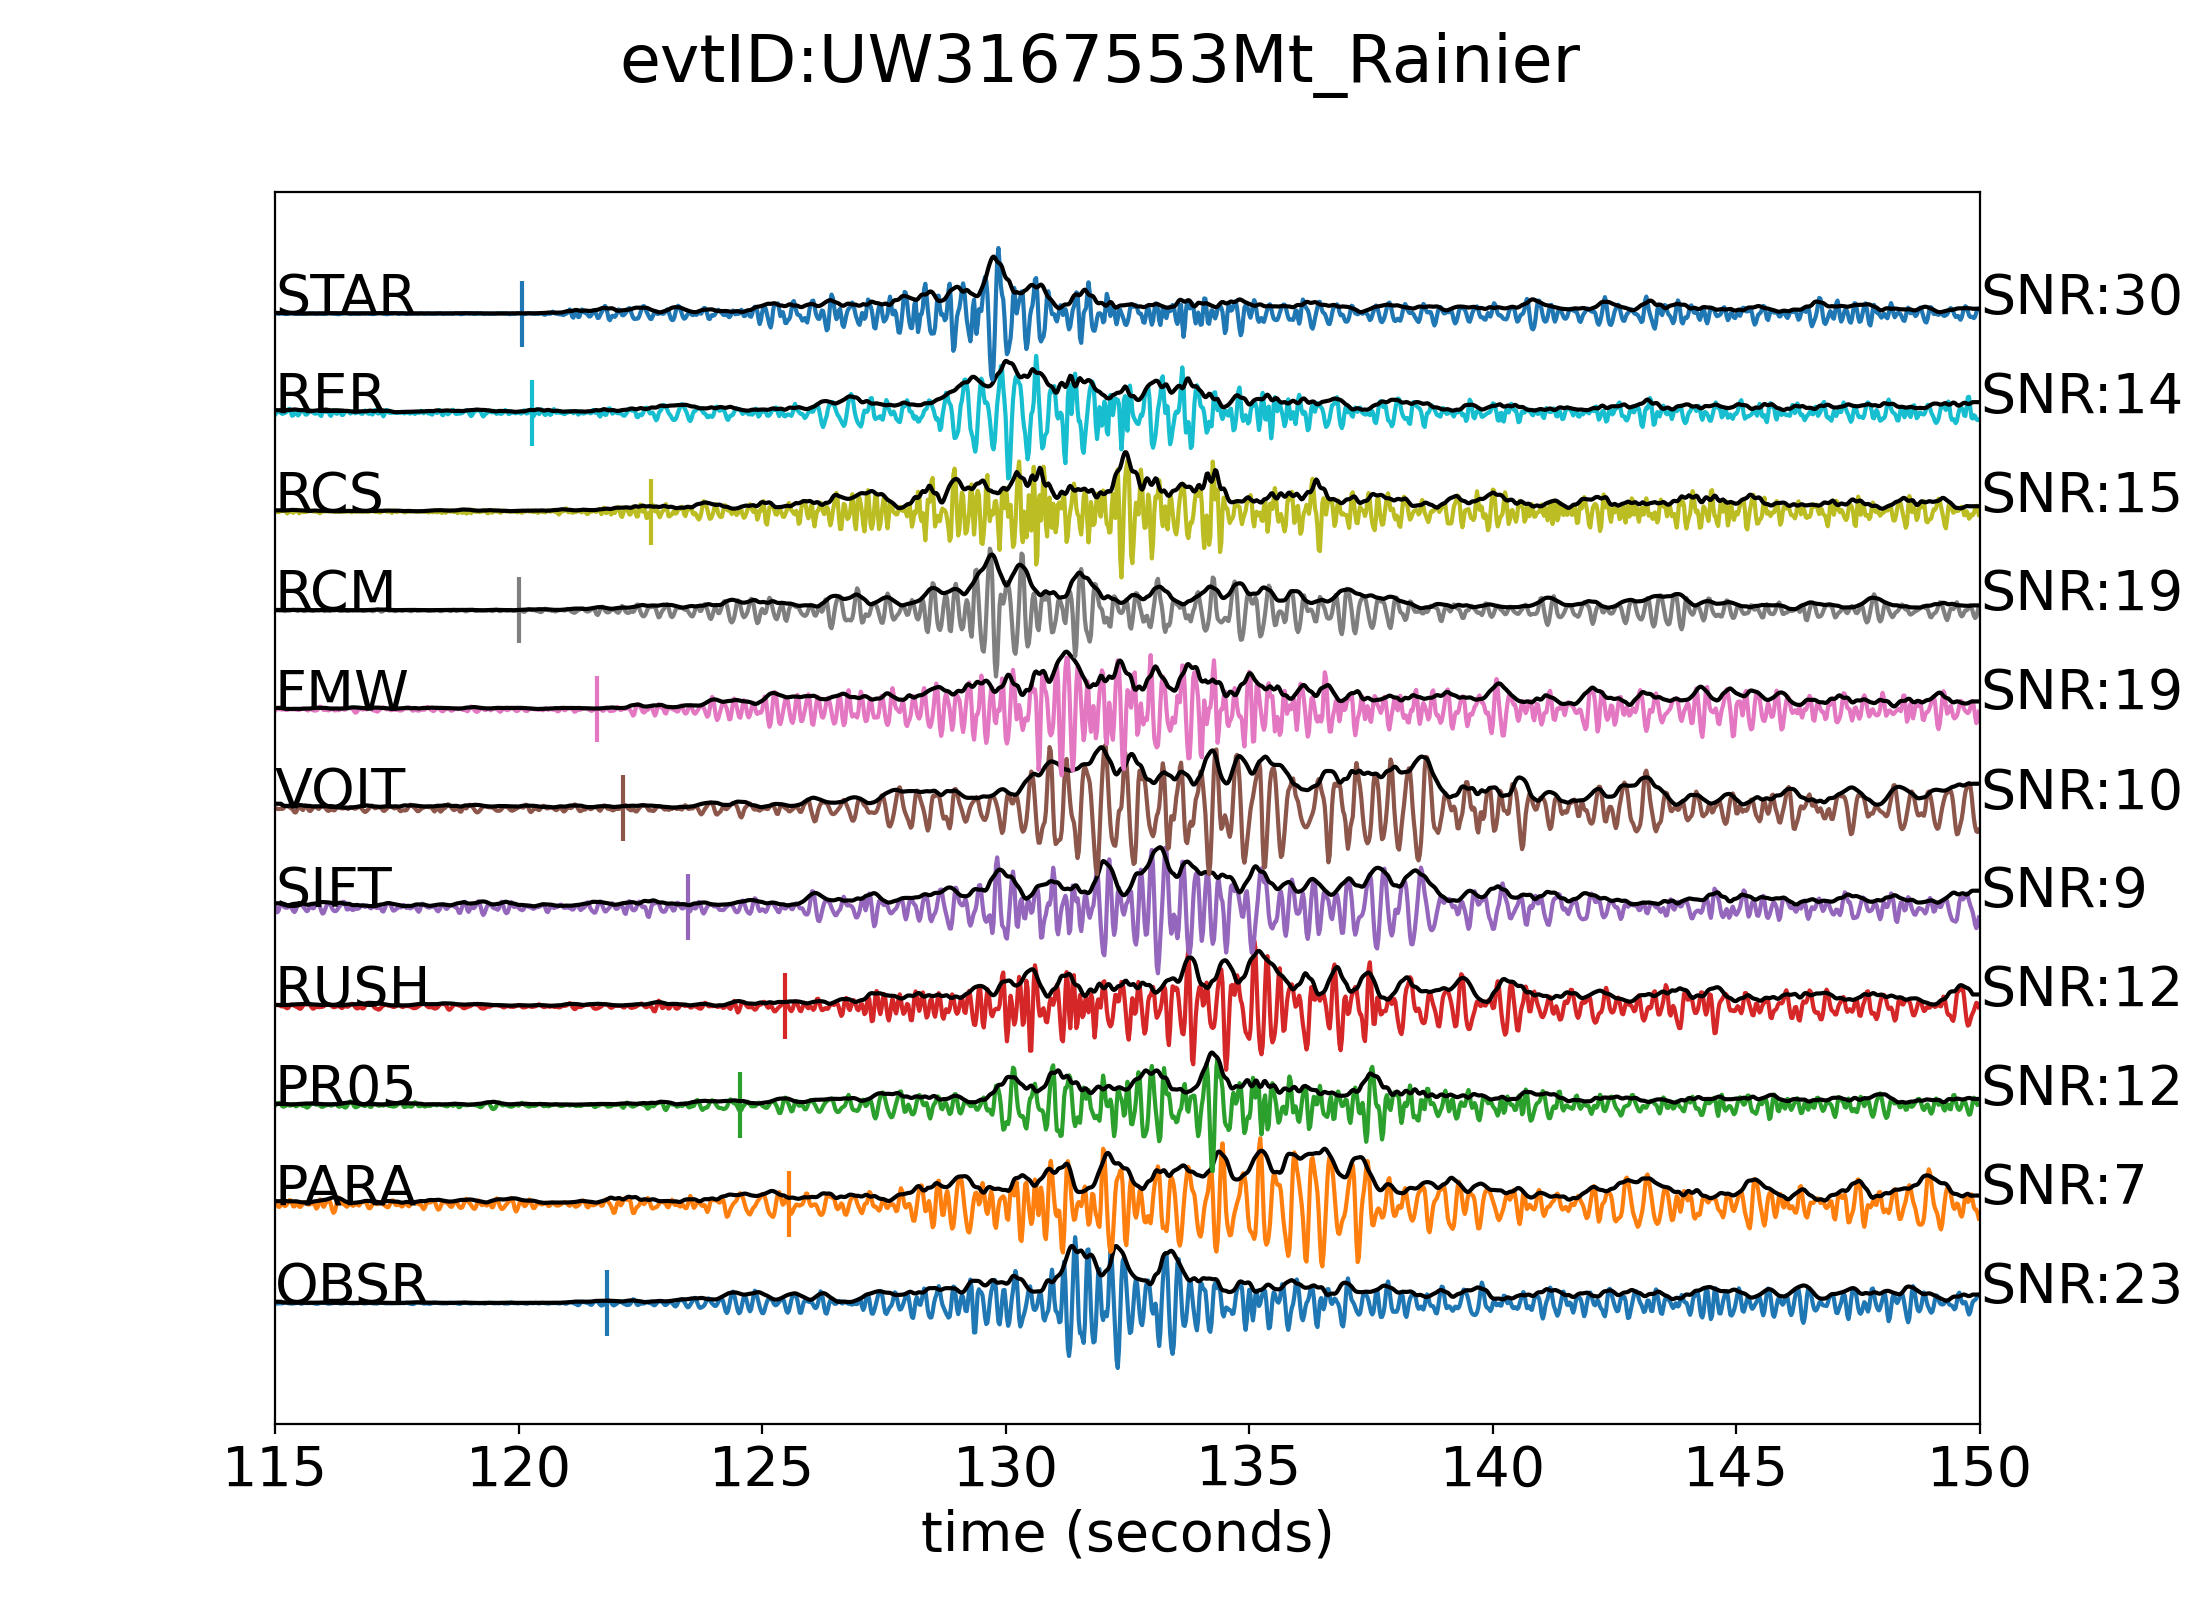 evtID:UW3167553Mt_Rainier
STAR SNR:30
RER SNR:14
RCS SNR:15
RCM SNR:19
FMW SNR:19
VOIT SNR:10
SIFT SNR:9
RUSH SNR:12
PR05 SNR:12
PARA SNR:7
OBSR SNR:23
115 120 125 130 135 140 145 150
time (seconds)